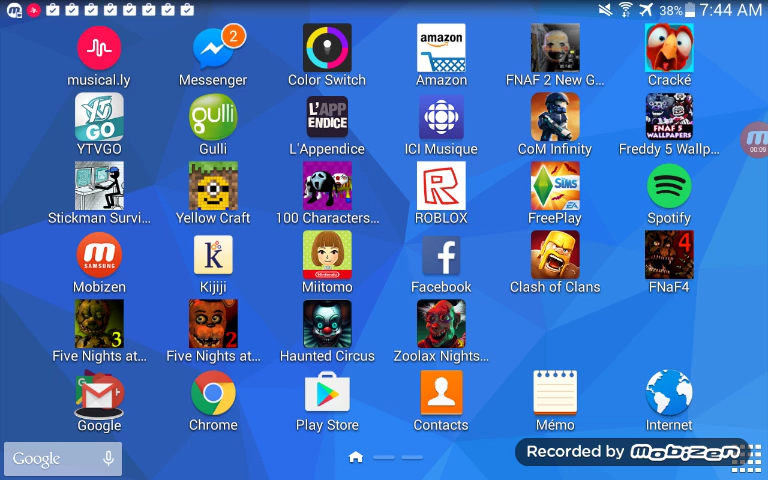 38% 7:44 AM
2
amazon
musical.ly Messenger Color Switch Amazon FNAF 2 New G... Cracké
YTV GO gulli L'APP ENDICE FNAF 5 WALLPAPERS
00:09
YTVGO Gulli L'Appendice ICI Musique CoM Infinity Freddy 5 Wallp...
R The SIMS EA
Stickman Survi... Yellow Craft 100 Characters... ROBLOX FreePlay Spotify
m SAMSUNG k Nintendo f 4
Mobizen Kijiji Miitomo Facebook Clash of Clans FNaF4
3 2
Five Nights at... Five Nights at... Haunted Circus Zoolax Nights...
Google Chrome Play Store Contacts Mémo Internet
Google Recorded by Mobizen